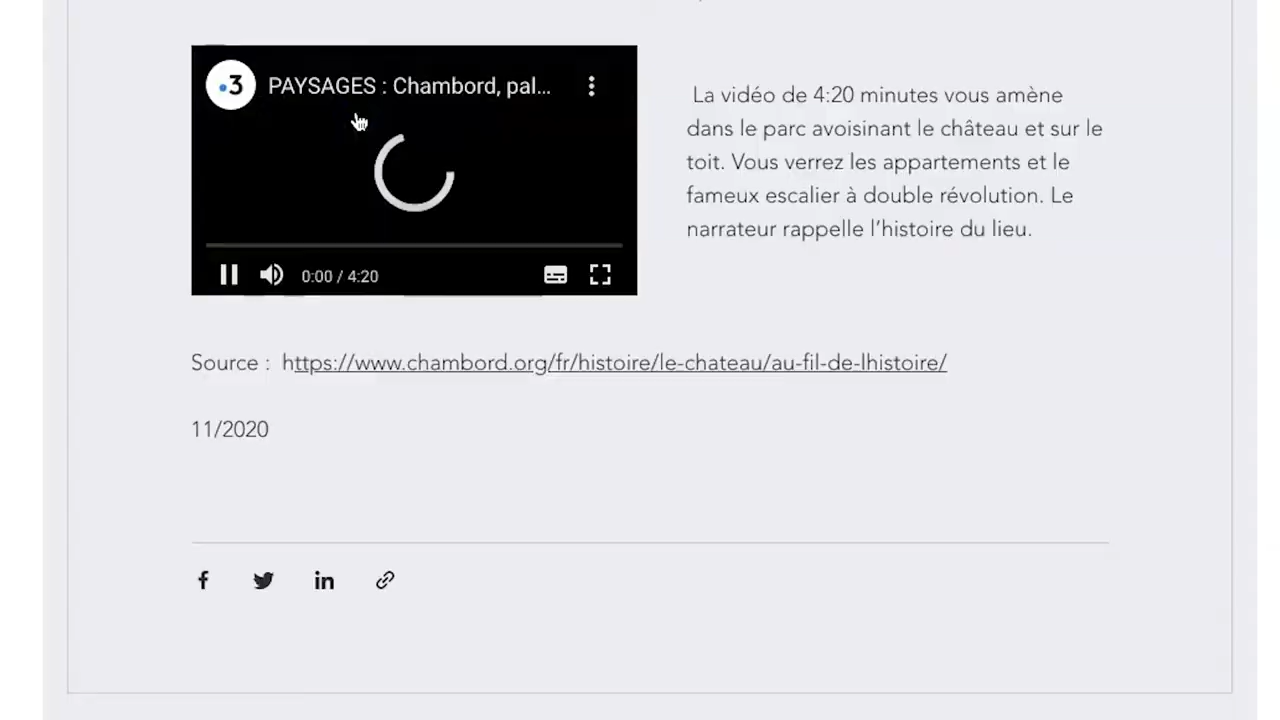 3 PAYSAGES : Chambord, pal...
0:00 / 4:20
La vidéo de 4:20 minutes vous amène
dans le parc avoisinant le château et sur le
toit. Vous verrez les appartements et le
fameux escalier à double révolution. Le
narrateur rappelle l’histoire du lieu.
Source : https://www.chambord.org/fr/histoire/le-chateau/au-fil-de-lhistoire/
11/2020